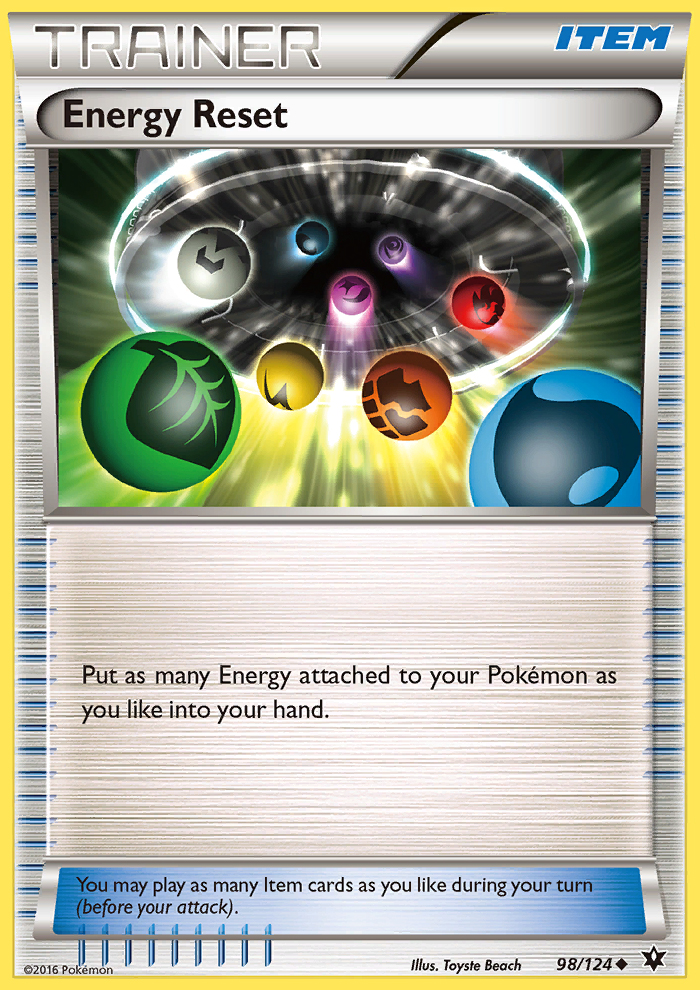 TRAINER
ITEM
Energy Reset
Put as many Energy attached to your Pokémon as
you like into your hand.
You may play as many Item cards as you like during your turn
(before your attack).
©2016 Pokémon
Illus. Toyste Beach
98/124